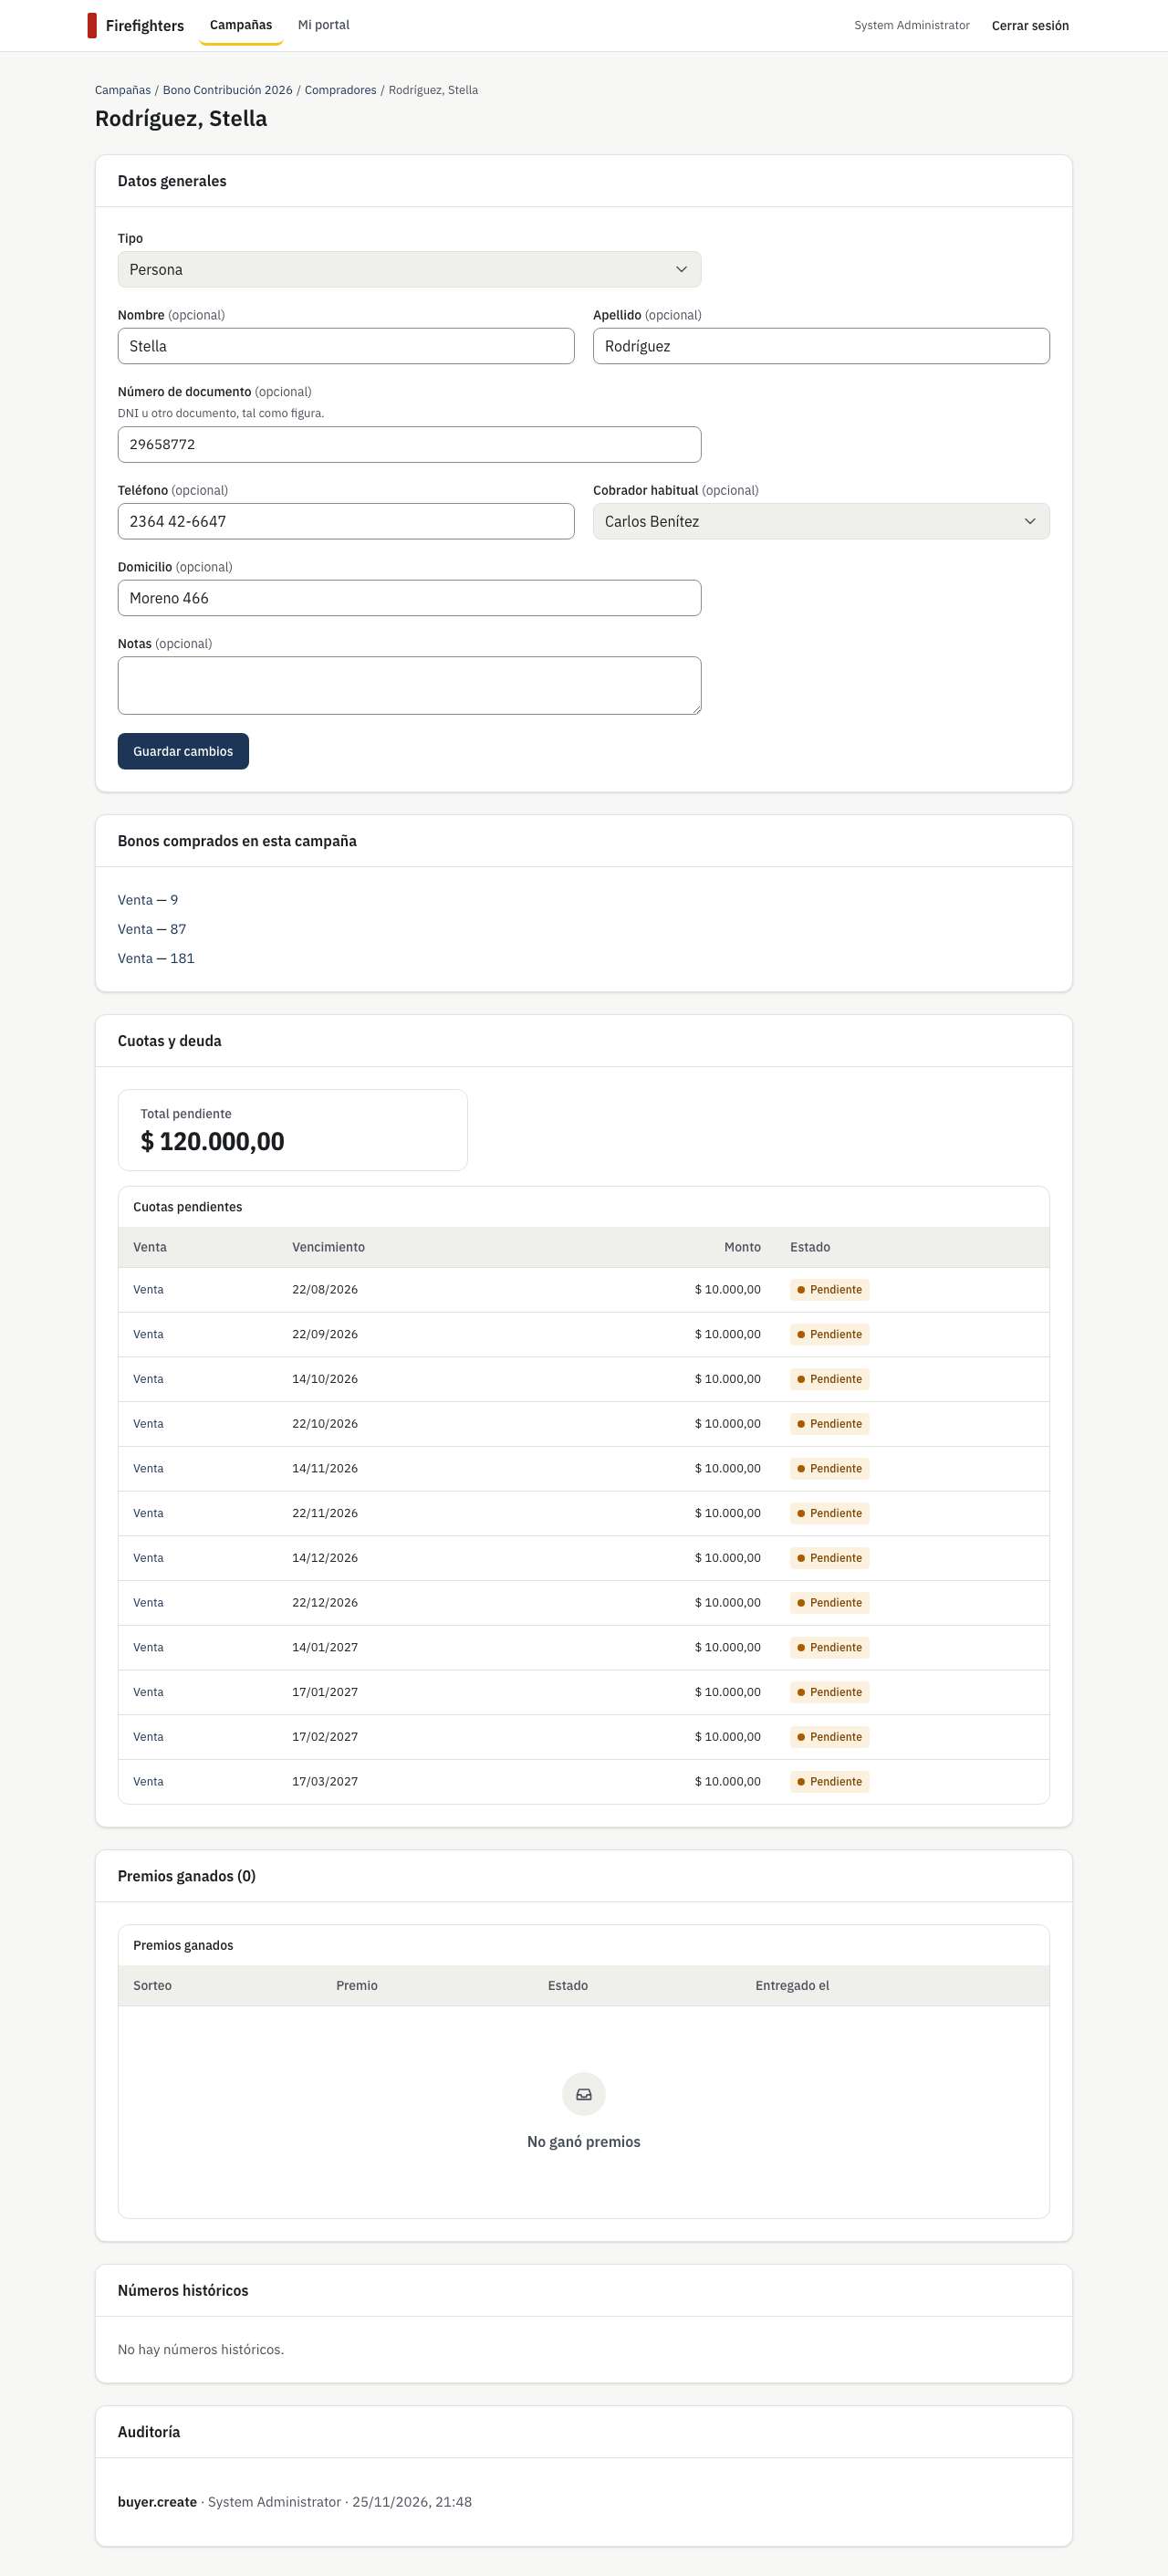 Firefighters Campañas Mi portal System Administrator Cerrar sesión
Campañas / Bono Contribución 2026 / Compradores / Rodríguez, Stella
Rodríguez, Stella
Datos generales
Tipo
Persona
Nombre (opcional) Apellido (opcional)
Stella Rodríguez
Número de documento (opcional)
DNI u otro documento, tal como figura.
29658772
Teléfono (opcional) Cobrador habitual (opcional)
2364 42-6647 Carlos Benítez
Domicilio (opcional)
Moreno 466
Notas (opcional)
Guardar cambios
Bonos comprados en esta campaña
Venta — 9
Venta — 87
Venta — 181
Cuotas y deuda
Total pendiente
$ 120.000,00
Cuotas pendientes
Venta Vencimiento Monto Estado
Venta 22/08/2026 $ 10.000,00 Pendiente
Venta 22/09/2026 $ 10.000,00 Pendiente
Venta 14/10/2026 $ 10.000,00 Pendiente
Venta 22/10/2026 $ 10.000,00 Pendiente
Venta 14/11/2026 $ 10.000,00 Pendiente
Venta 22/11/2026 $ 10.000,00 Pendiente
Venta 14/12/2026 $ 10.000,00 Pendiente
Venta 22/12/2026 $ 10.000,00 Pendiente
Venta 14/01/2027 $ 10.000,00 Pendiente
Venta 17/01/2027 $ 10.000,00 Pendiente
Venta 17/02/2027 $ 10.000,00 Pendiente
Venta 17/03/2027 $ 10.000,00 Pendiente
Premios ganados (0)
Premios ganados
Sorteo Premio Estado Entregado el
No ganó premios
Números históricos
No hay números históricos.
Auditoría
buyer.create · System Administrator · 25/11/2026, 21:48